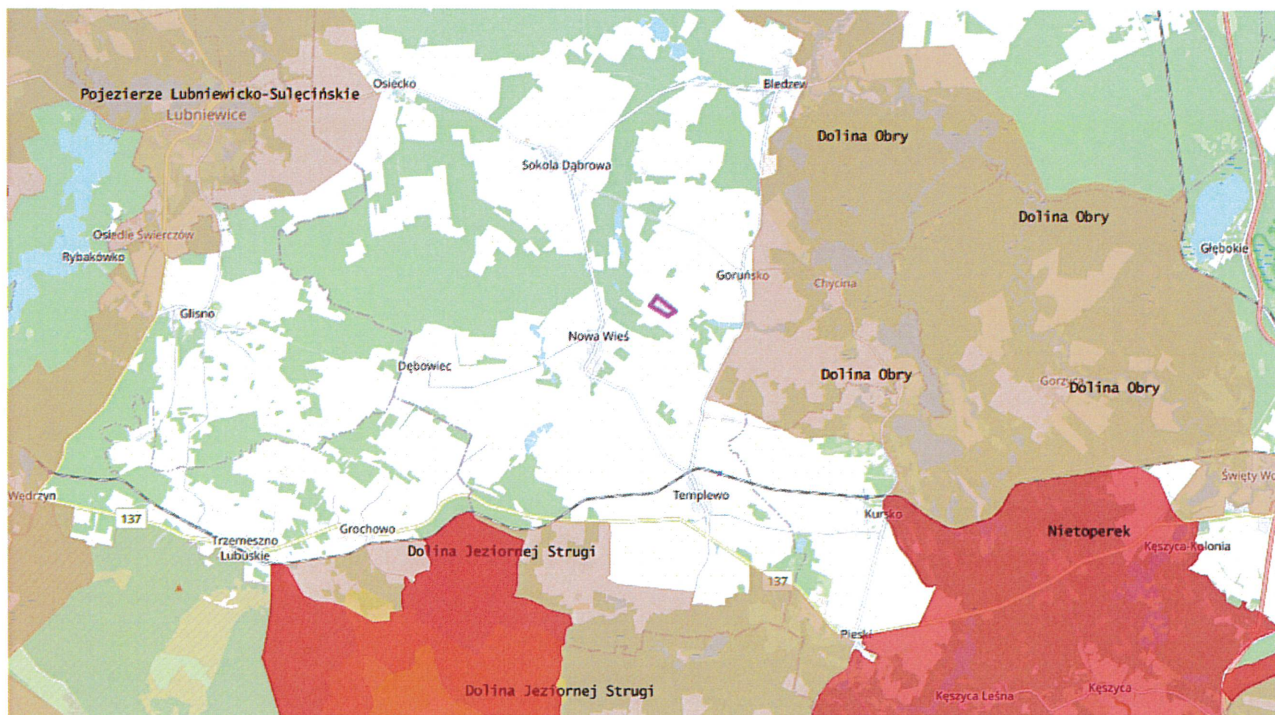 Osiecko
Bledzew
Pojezierze Lubniewicko-Sulęcińskie
Lubniewice
Dolina Obry
Sokola Dąbrowa
Dolina Obry
Osiedle Świerczów
Rybakówko
Głębokie
Goruńsko
Chycina
Glisno
Nowa Wieś
Dębowiec
Dolina Obry
Gorzyca
Dolina Obry
Wędrzyn
Templewo
Święty Wo
137
Grochowo
Kursko
Trzemeszno
Lubuskie
Nietoperek
Kęszyca-Kolonia
Dolina Jeziornej Strugi
137
Pieski
Dolina Jeziornej Strugi
Kęszyca Leśna
Kęszyca